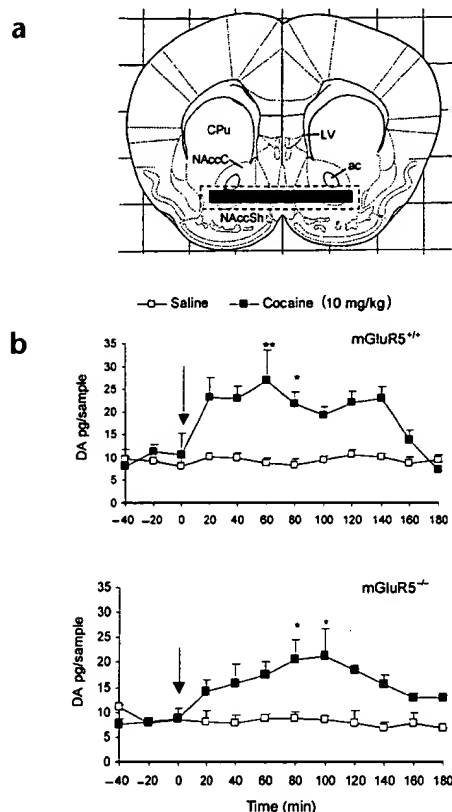 a
CPu
LV
NAccC
ac
NAccSh
Saline
Cocaine (10 mg/kg)
b
mGluR5+/+
DA pg/sample
35
30
25
20
15
10
5
0
** *
−40 −20 0 20 40 60 80 100 120 140 160 180
mGluR5−/−
DA pg/sample
35
30
25
20
15
10
5
0
* *
−40 −20 0 20 40 60 80 100 120 140 160 180
Time (min)